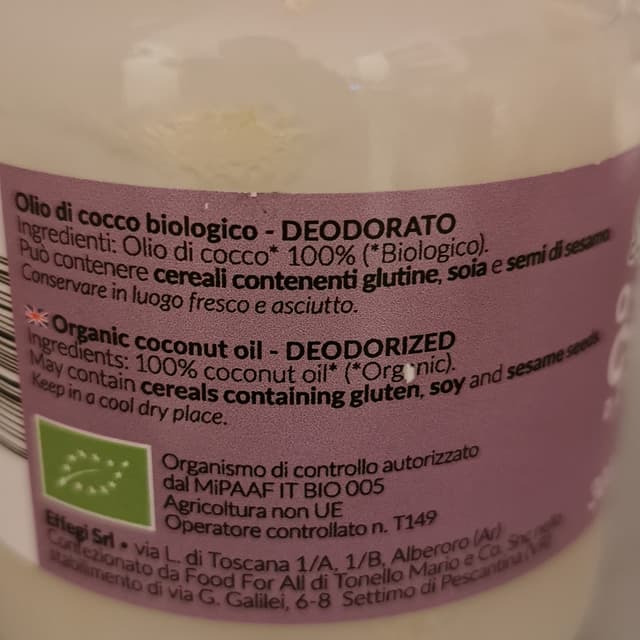 Olio di cocco biologico - DEODORATO
Ingredienti: Olio di cocco* 100% (*Biologico).
Può contenere cereali contenenti glutine, soia e semi di sesamo
Conservare in luogo fresco e asciutto.
Organic coconut oil - DEODORIZED
Ingredients: 100% coconut oil* (*Organic).
May contain cereals containing gluten, soy and sesame seeds
Keep in a cool dry place.
Organismo di controllo autorizzato
dal MiPAAF IT BIO 005
Agricoltura non UE
Operatore controllato n. T149
Effegi Srl • via L. di Toscana 1/A, 1/B, Alberoro (Ar)
Confezionato da Food For All di Tonello Mario e Co. Snc nello
stabilimento di via G. Galilei, 6-8 Settimo di Pescantina (VR)